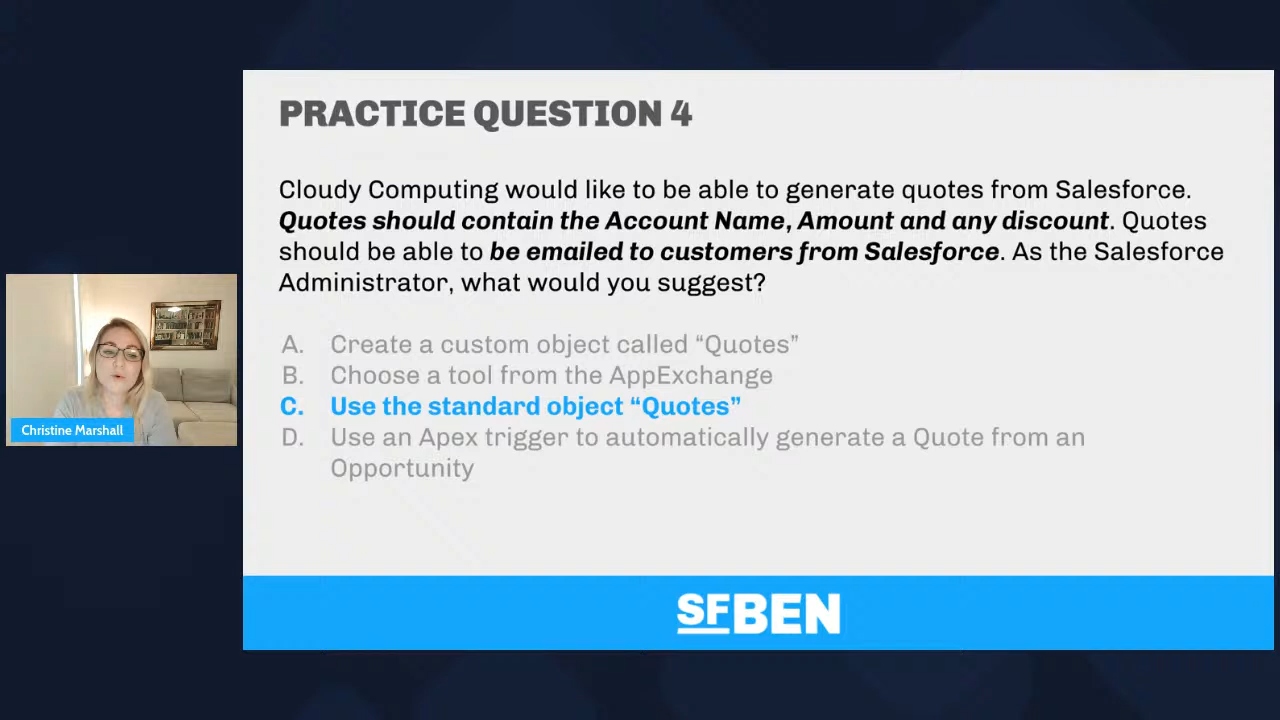 PRACTICE QUESTION 4
Cloudy Computing would like to be able to generate quotes from Salesforce.
Quotes should contain the Account Name, Amount and any discount. Quotes
should be able to be emailed to customers from Salesforce. As the Salesforce
Administrator, what would you suggest?
A. Create a custom object called “Quotes”
B. Choose a tool from the AppExchange
C. Use the standard object “Quotes”
D. Use an Apex trigger to automatically generate a Quote from an
Opportunity
Christine Marshall
SFBEN